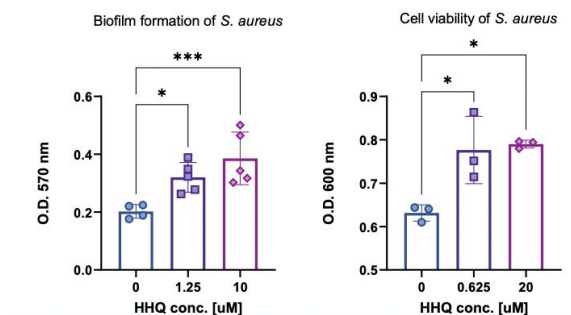 Biofilm formation of S. aureus
***
*
O.D. 570 nm
0.6
0.4
0.2
0.0
0 1.25 10
HHQ conc. [uM]
Cell viability of S. aureus
*
*
O.D. 600 nm
0.9
0.8
0.7
0.6
0.5
0 0.625 20
HHQ conc. [uM]